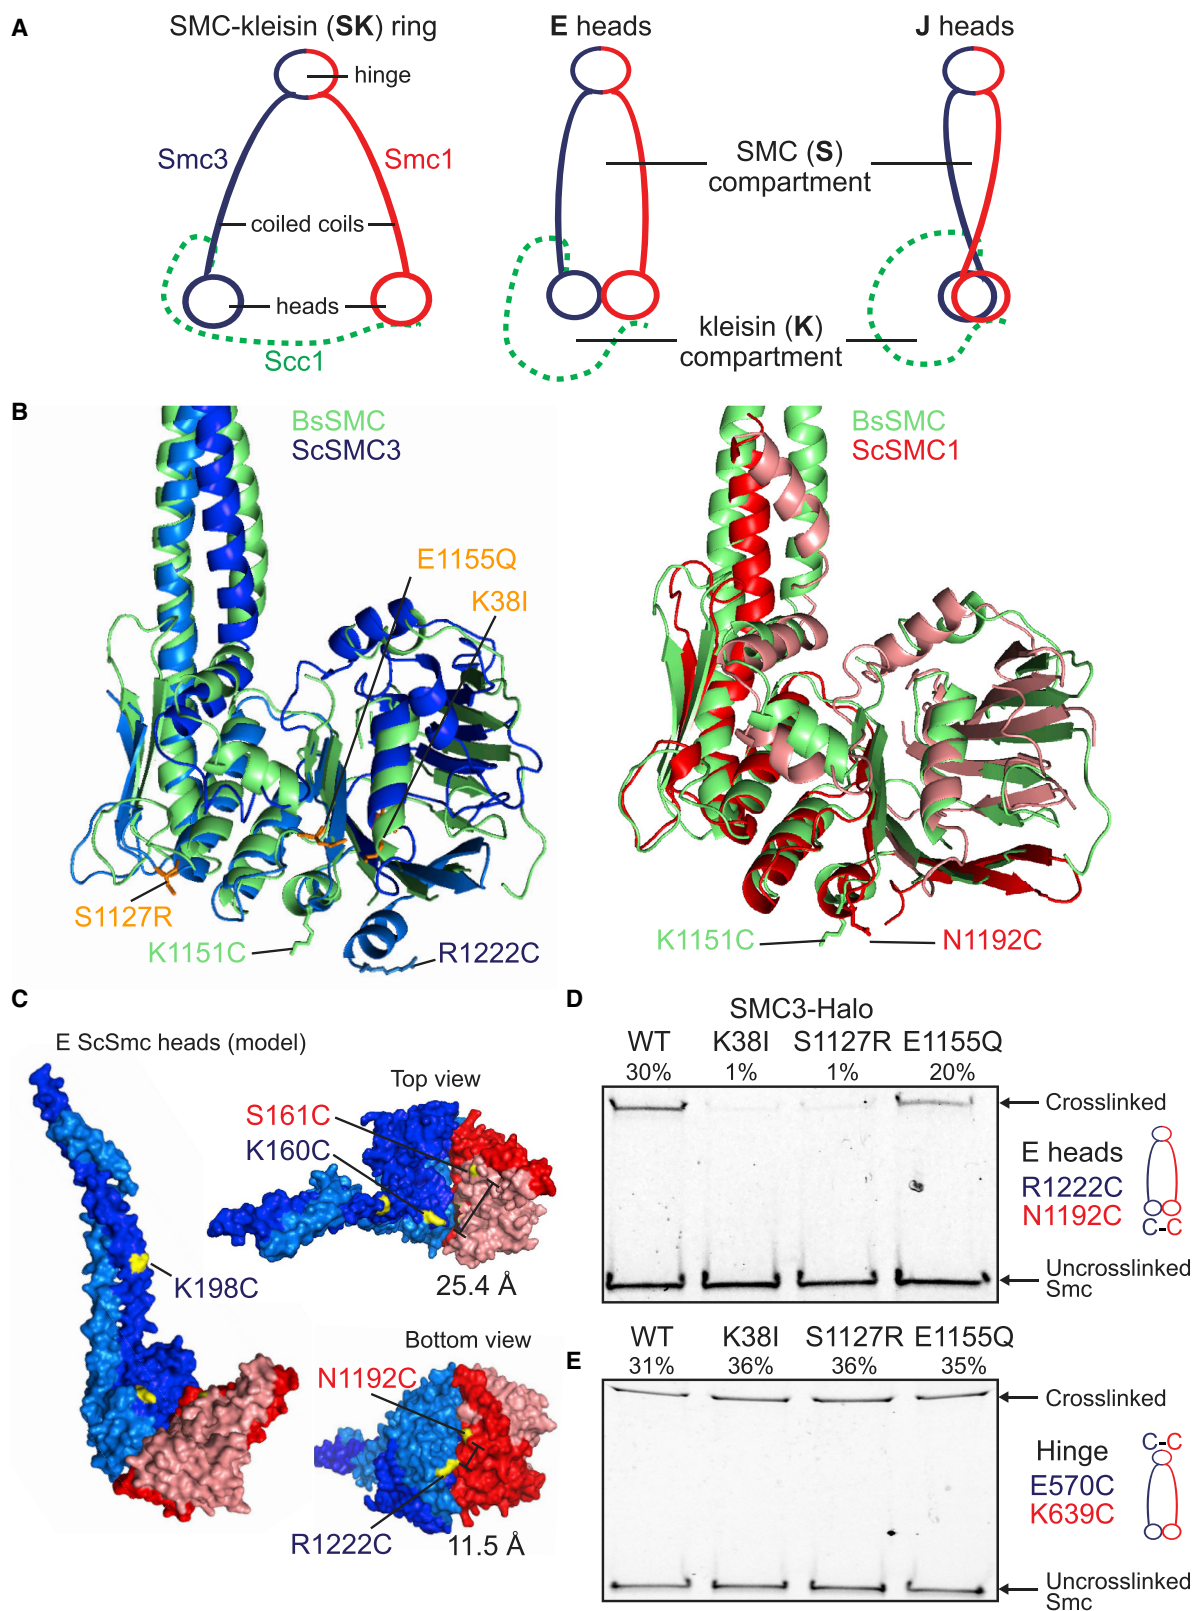 A
SMC-kleisin (SK) ring
E heads
J heads
hinge
Smc3
Smc1
SMC (S)
compartment
coiled coils
heads
kleisin (K)
compartment
Scc1
B
BsSMC
ScSMC3
BsSMC
ScSMC1
E1155Q
K38I
S1127R
K1151C
R1222C
K1151C
N1192C
C
E ScSmc heads (model)
Top view
S161C
K160C
K198C
25.4 Å
Bottom view
N1192C
R1222C
11.5 Å
D
SMC3-Halo
WT K38I S1127R E1155Q
30% 1% 1% 20%
Crosslinked
E heads
R1222C
N1192C
C-C
Uncrosslinked
Smc
E
WT K38I S1127R E1155Q
31% 36% 36% 35%
Crosslinked
C-C
Hinge
E570C
K639C
Uncrosslinked
Smc